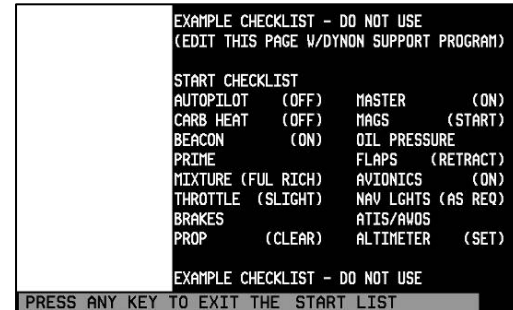 EXAMPLE CHECKLIST - DO NOT USE
(EDIT THIS PAGE W/DYNON SUPPORT PROGRAM)
START CHECKLIST
AUTOPILOT (OFF) MASTER (ON)
CARB HEAT (OFF) MAGS (START)
BEACON (ON) OIL PRESSURE
PRIME FLAPS (RETRACT)
MIXTURE (FUL RICH) AVIONICS (ON)
THROTTLE (SLIGHT) NAV LGHTS (AS REQ)
BRAKES ATIS/AWOS
PROP (CLEAR) ALTIMETER (SET)
EXAMPLE CHECKLIST - DO NOT USE
PRESS ANY KEY TO EXIT THE START LIST